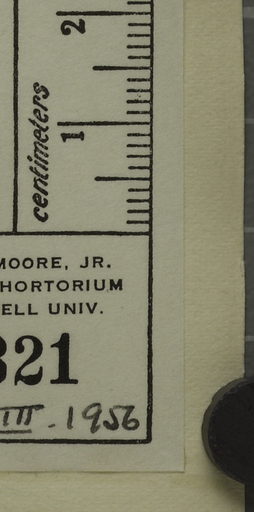 2
1
centimeters
MOORE, JR.
HORTORIUM
ELL UNIV.
321
III - 1956